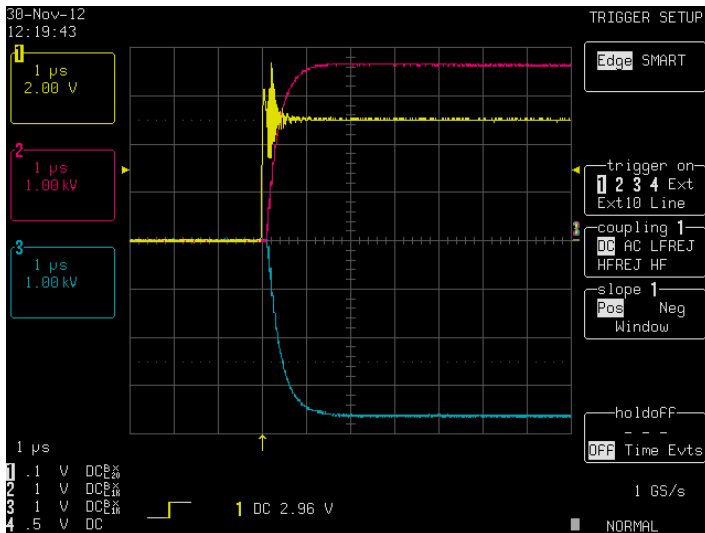 30-Nov-12
12:19:43
TRIGGER SETUP
1
1 µs
2.00 V
Edge SMART
2
1 µs
1.00 kV
trigger on
1 2 3 4 Ext
Ext10 Line
coupling 1
DC AC LFREJ
HFREJ HF
3
1 µs
1.00 kV
slope 1
Pos Neg
Window
holdoff
- - -
OFF Time Evts
1 µs
1 .1 V DC
2 1 V DC
3 1 V DC
4 .5 V DC
1 DC 2.96 V
1 GS/s
NORMAL